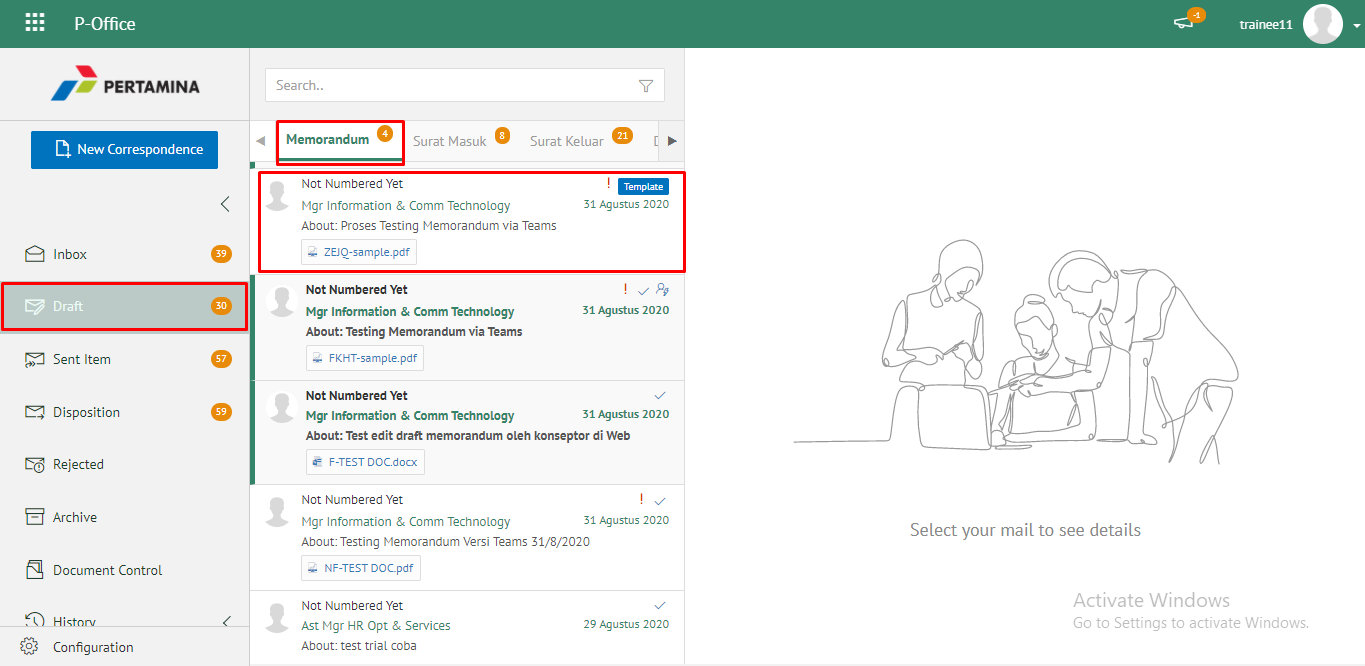 P-Office
-1
trainee11
PERTAMINA
New Correspondence
Inbox 39
Draft 30
Sent Item 57
Disposition 59
Rejected
Archive
Document Control
History
Configuration
Search..
Memorandum 4
Surat Masuk 8
Surat Keluar 21
Not Numbered Yet ! Template
Mgr Information & Comm Technology 31 Agustus 2020
About: Proses Testing Memorandum via Teams
ZEJQ-sample.pdf
Not Numbered Yet !
Mgr Information & Comm Technology 31 Agustus 2020
About: Testing Memorandum via Teams
FKHT-sample.pdf
Not Numbered Yet
Mgr Information & Comm Technology 31 Agustus 2020
About: Test edit draft memorandum oleh konseptor di Web
F-TEST DOC.docx
Not Numbered Yet !
Mgr Information & Comm Technology 31 Agustus 2020
About: Testing Memorandum Versi Teams 31/8/2020
NF-TEST DOC.pdf
Not Numbered Yet
Ast Mgr HR Opt & Services 29 Agustus 2020
About: test trial coba
Select your mail to see details
Activate Windows
Go to Settings to activate Windows.